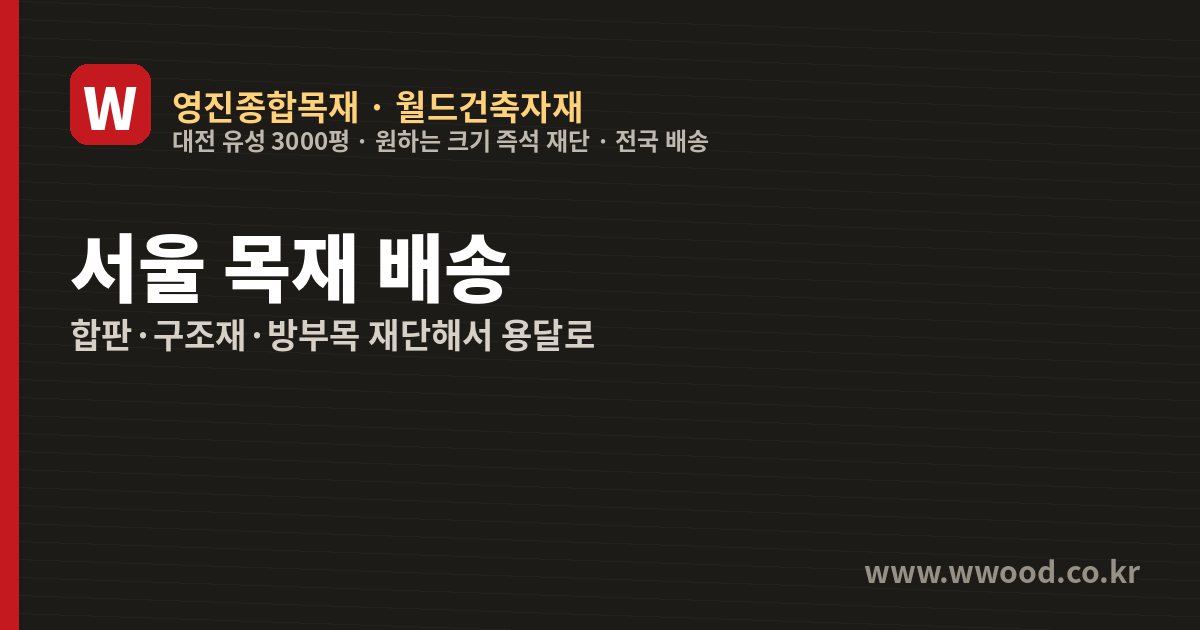 W
영진종합목재 · 월드건축자재
대전 유성 3000평 · 원하는 크기 즉석 재단 · 전국 배송
서울 목재 배송
합판·구조재·방부목 재단해서 용달로
www.wwood.co.kr